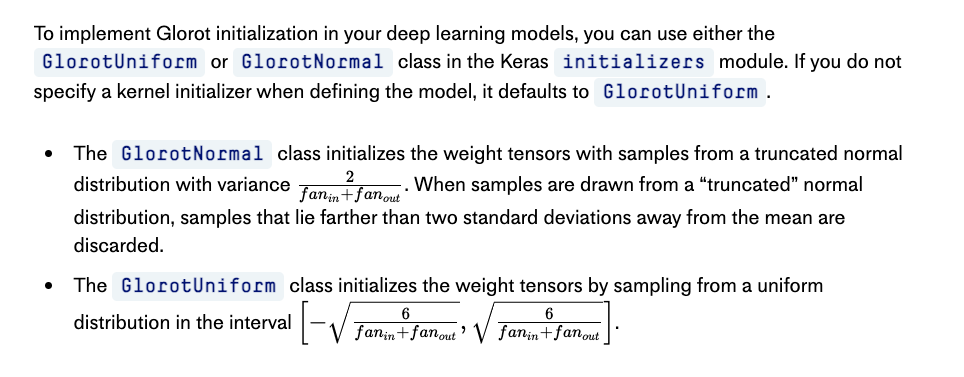 To implement Glorot initialization in your deep learning models, you can use either the
GlorotUniform or GlorotNormal class in the Keras initializers module. If you do not
specify a kernel initializer when defining the model, it defaults to GlorotUniform.
• The GlorotNormal class initializes the weight tensors with samples from a truncated normal
distribution with variance \frac{2}{fan_{in}+fan_{out}}. When samples are drawn from a “truncated” normal
distribution, samples that lie farther than two standard deviations away from the mean are
discarded.
• The GlorotUniform class initializes the weight tensors by sampling from a uniform
distribution in the interval \left[-\sqrt{\frac{6}{fan_{in}+fan_{out}}}, \sqrt{\frac{6}{fan_{in}+fan_{out}}}\right].